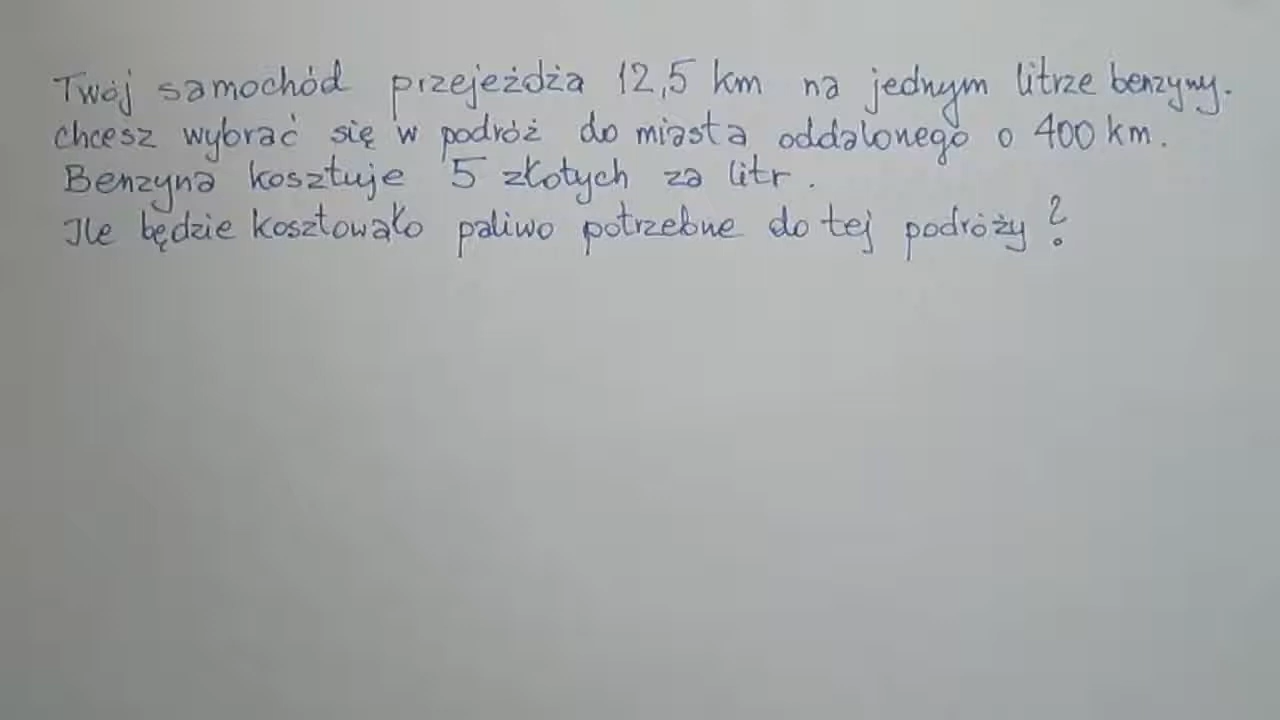 Twój samochód przejeżdża 12,5 km na jednym litrze benzyny.
chcesz wybrać się w podróż do miasta oddalonego o 400 km.
Benzyna kosztuje 5 złotych za litr.
Ile będzie kosztowało paliwo potrzebne do tej podróży?